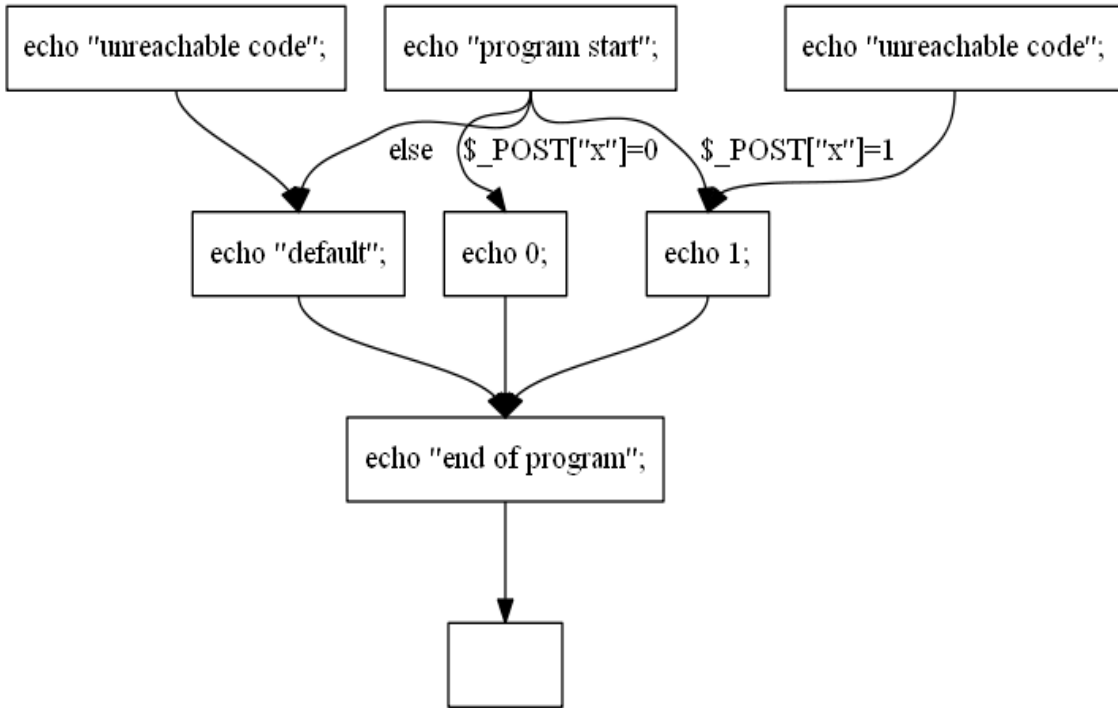 echo "unreachable code";
echo "program start";
echo "unreachable code";
else
$_POST["x"]=0
$_POST["x"]=1
echo "default";
echo 0;
echo 1;
echo "end of program";